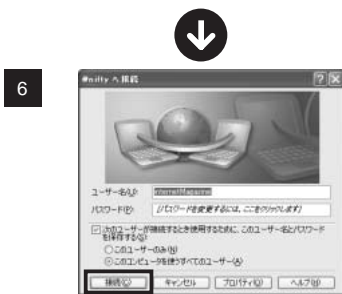 6
@nifty へ接続
ユーザー名(U):
InternetMagazine
パスワード(P):
[パスワードを変更するには、ここをクリックします]
次のユーザーが接続するとき使用するために、このユーザー名とパスワード
を保存する(S)
このユーザーのみ(N)
このコンピュータを使うすべてのユーザー(A)
接続(C)
キャンセル
プロパティ(O)
ヘルプ(H)